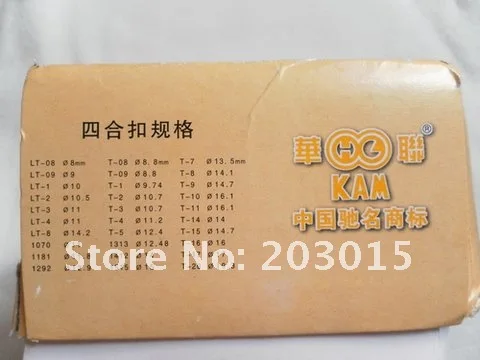 四合扣规格
LT-08 Ø8mm T-08 Ø8.8mm T-7 Ø13.5mm
LT-09 Ø9 T-09 Ø8.8 T-8 Ø14.1
LT-1 Ø10 T-1 Ø9.74 T-9 Ø14.7
LT-2 Ø10.5 T-2 Ø10.7 T-10 Ø16.1
LT-3 Ø11 T-3 Ø10.7 T-11 Ø16.1
LT-4 Ø11 T-4 Ø11.2 T-14 Ø14
LT-8 Ø14.2 T-5 Ø12.4 T-15 Ø14.7
1070 1313 Ø12.48 Ø16
1181
1292
華 HC 聯®
KAM
中国驰名商标
Store No: 203015